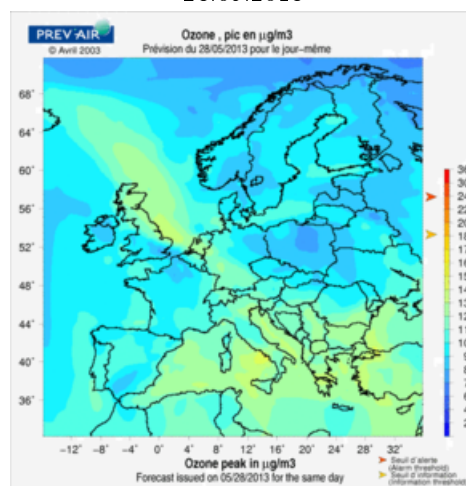 PREV'AIR
© Avril 2003
Ozone , pic en µg/m3
Prévision du 28/05/2013 pour le jour-même
68°
64°
60°
56°
52°
48°
44°
40°
36°
−12° −8° −4° 0° 4° 8° 12° 16° 20° 24° 28° 32°
Ozone peak in µg/m3
Forecast issued on 05/28/2013 for the same day
Seuil d'alerte
(Alarm threshold)
Seuil d'information
(Information threshold)